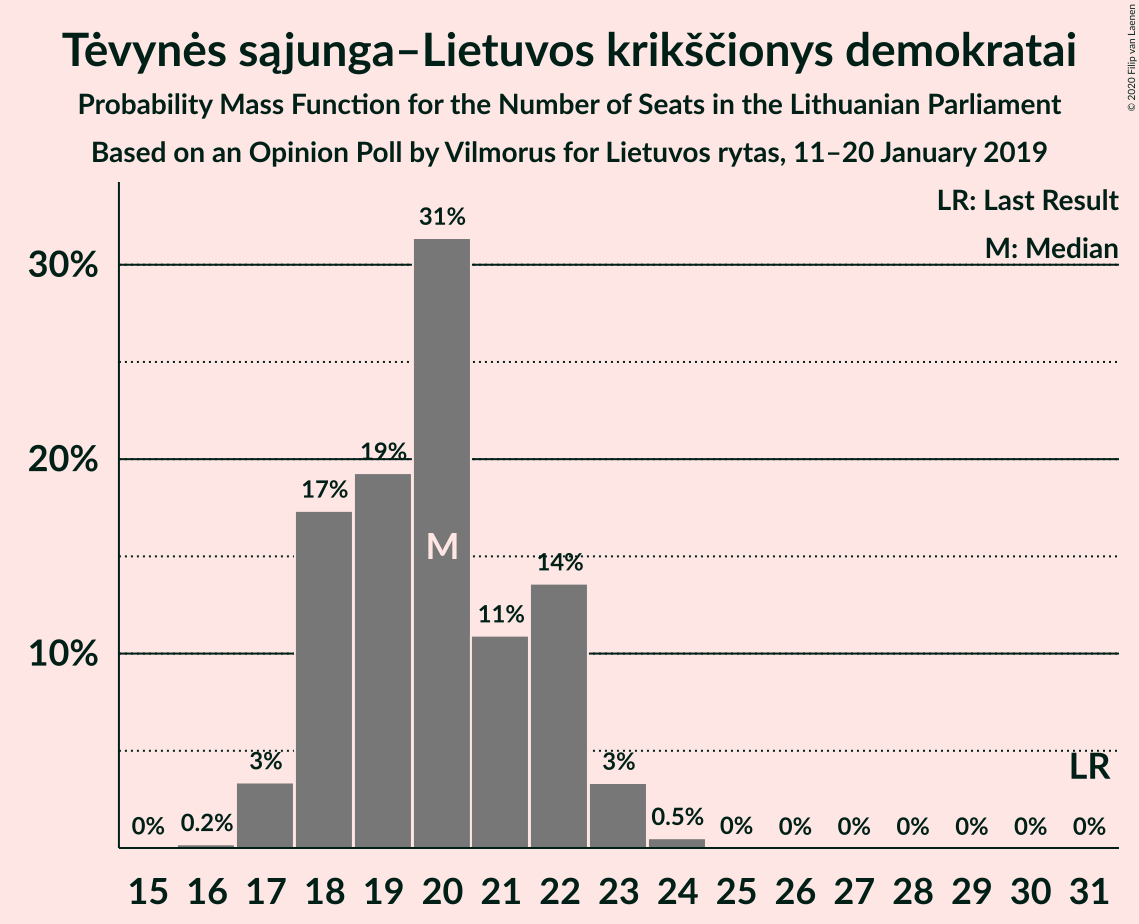 Tėvynės sąjunga–Lietuvos krikščionys demokratai
Probability Mass Function for the Number of Seats in the Lithuanian Parliament
Based on an Opinion Poll by Vilmorus for Lietuvos rytas, 11–20 January 2019
© 2020 Filip van Laenen
LR: Last Result
M: Median
30%
20%
10%
0% 0.2% 3% 17% 19% 31% 11% 14% 3% 0.5% 0% 0% 0% 0% 0% 0% 0%
M
LR
15 16 17 18 19 20 21 22 23 24 25 26 27 28 29 30 31